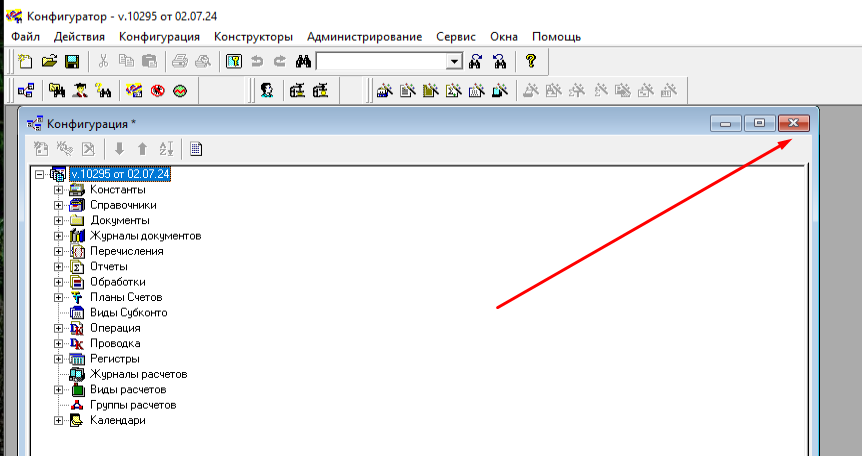 Конфигуратор - v.10295 от 02.07.24
Файл Действия Конфигурация Конструкторы Администрирование Сервис Окна Помощь
Конфигурация *
v.10295 от 02.07.24
Константы
Справочники
Документы
Журналы документов
Перечисления
Отчеты
Обработки
Планы Счетов
Виды Субконто
Операция
Проводка
Регистры
Журналы расчетов
Виды расчетов
Группы расчетов
Календари